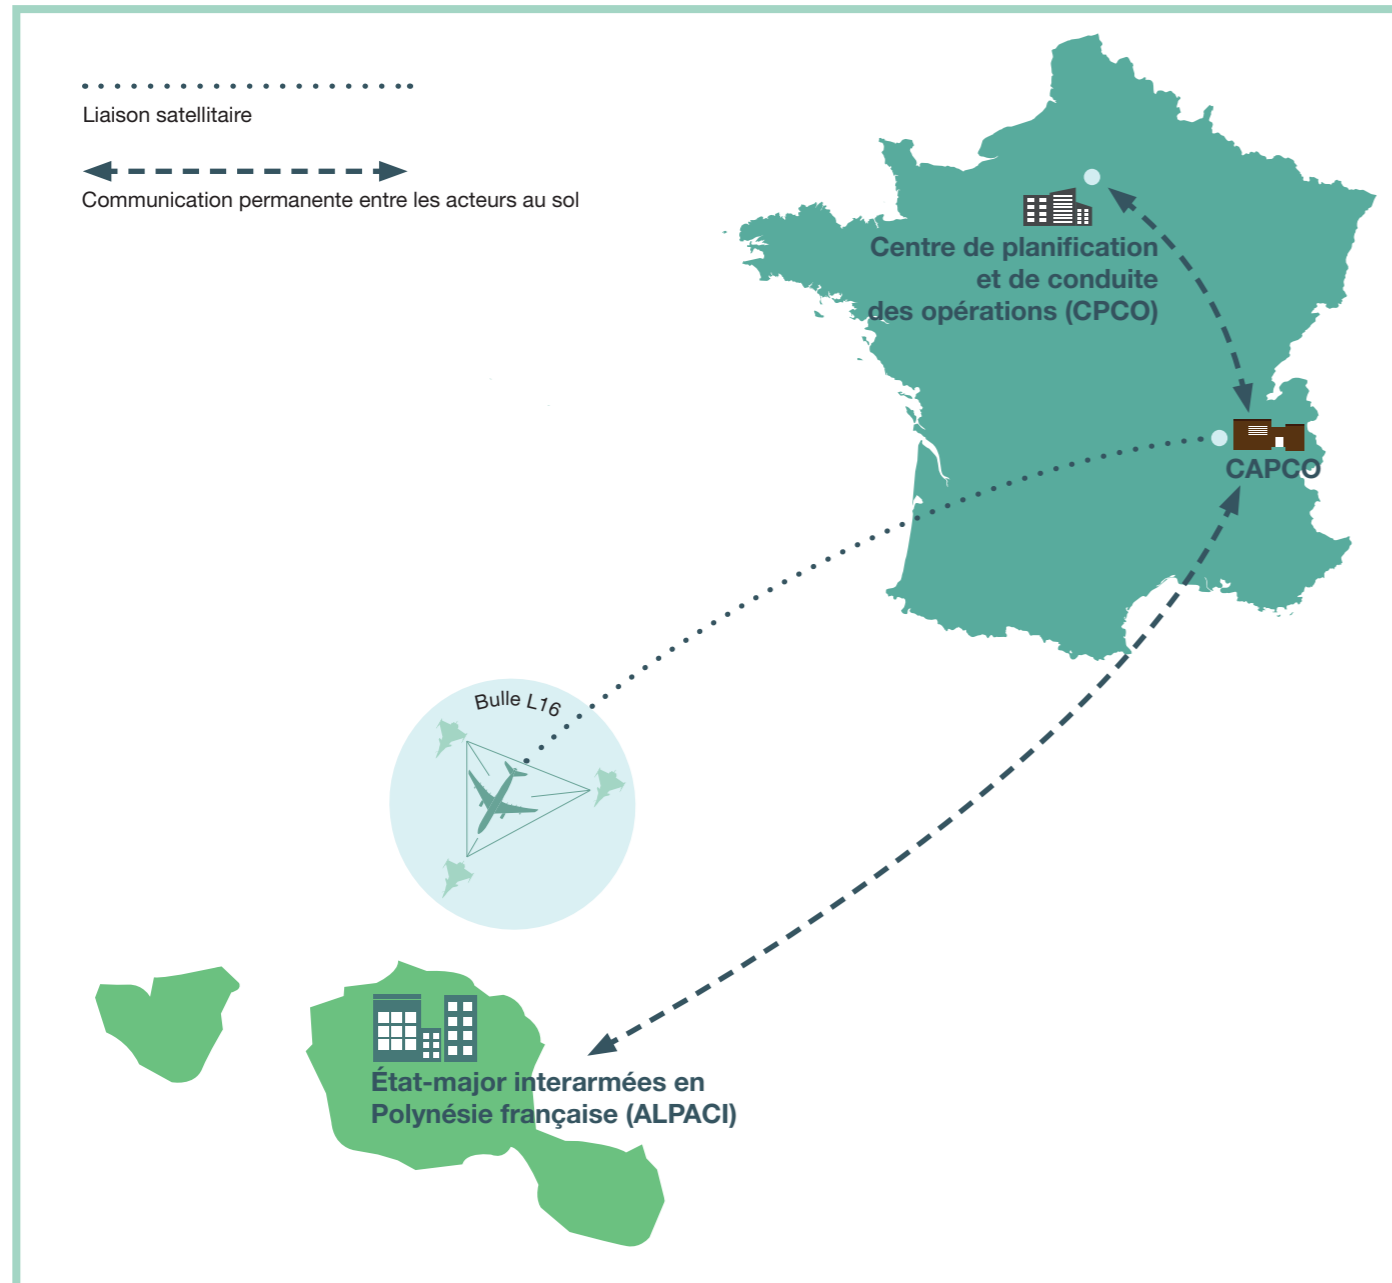 Liaison satellitaire
Communication permanente entre les acteurs au sol
Centre de planification
et de conduite
des opérations (CPCO)
CAPCO
Bulle L16
État-major interarmées en
Polynésie française (ALPACI)